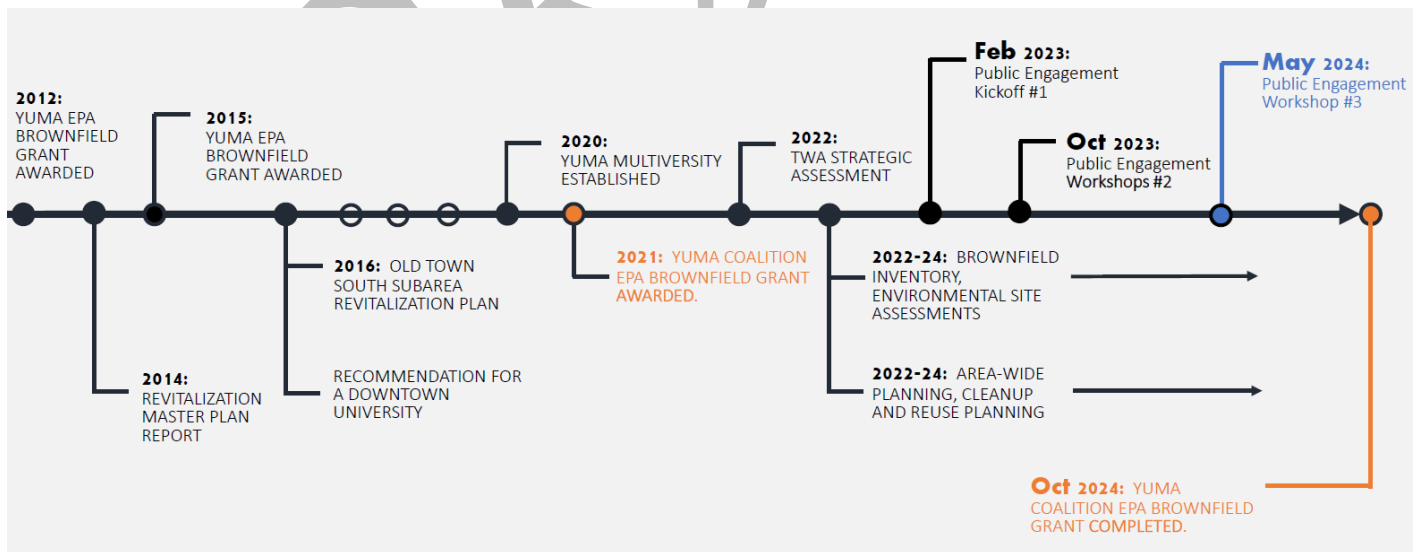 2012:
YUMA EPA
BROWNFIELD
GRANT
AWARDED
2014:
REVITALIZATION
MASTER PLAN
REPORT
2015:
YUMA EPA
BROWNFIELD
GRANT AWARDED
2016: OLD TOWN
SOUTH SUBAREA
REVITALIZATION PLAN
RECOMMENDATION FOR
A DOWNTOWN
UNIVERSITY
2020:
YUMA MULTIVERSITY
ESTABLISHED
2021: YUMA COALITION
EPA BROWNFIELD GRANT
AWARDED.
2022:
TWA STRATEGIC
ASSESSMENT
2022-24: BROWNFIELD
INVENTORY,
ENVIRONMENTAL SITE
ASSESSMENTS
2022-24: AREA-WIDE
PLANNING, CLEANUP
AND REUSE PLANNING
Feb 2023:
Public Engagement
Kickoff #1
Oct 2023:
Public Engagement
Workshops #2
May 2024:
Public Engagement
Workshop #3
Oct 2024: YUMA
COALITION EPA BROWNFIELD
GRANT COMPLETED.